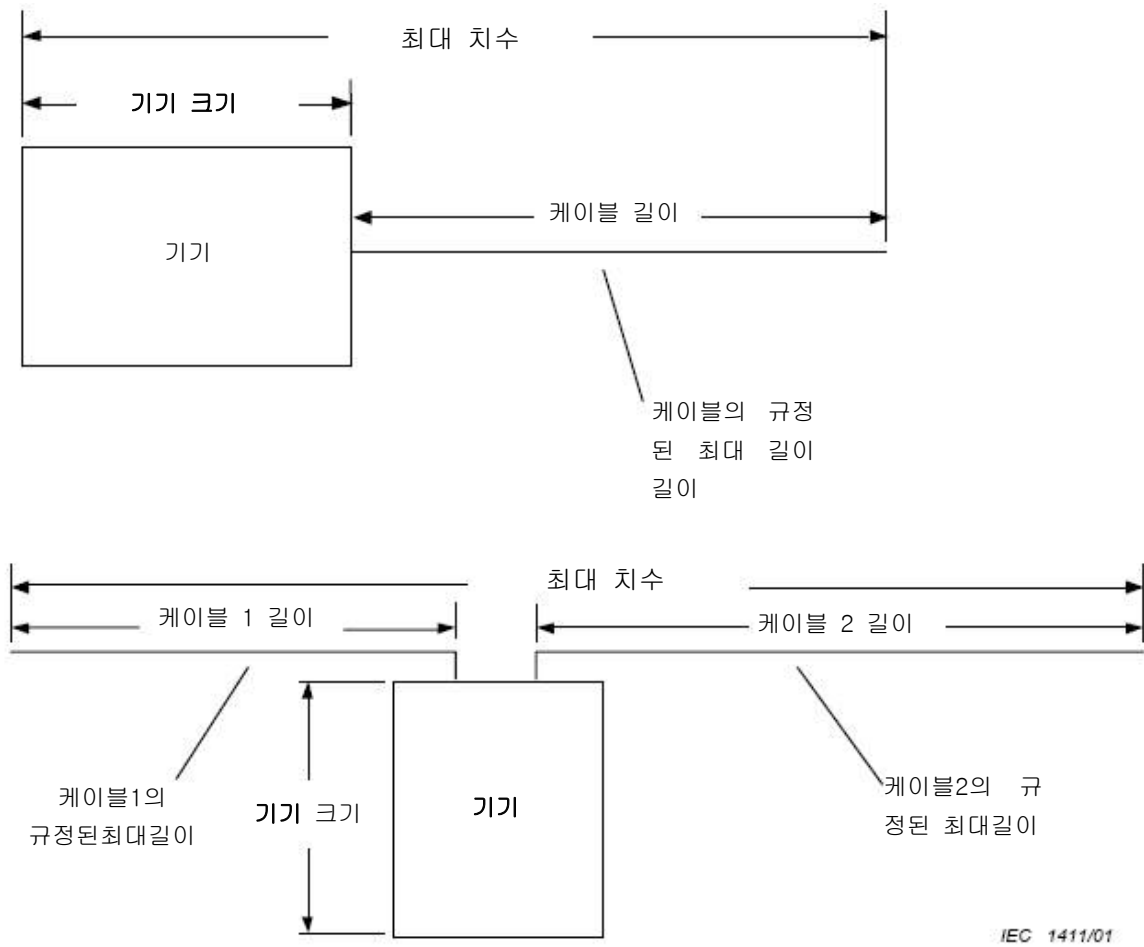 최대 치수
기기 크기
케이블 길이
기기
케이블의 규정
된 최대 길이
길이
최대 치수
케이블 1 길이
케이블 2 길이
케이블1의
규정된최대길이
기기 크기
기기
케이블2의 규
정된 최대길이
IEC 1411/01